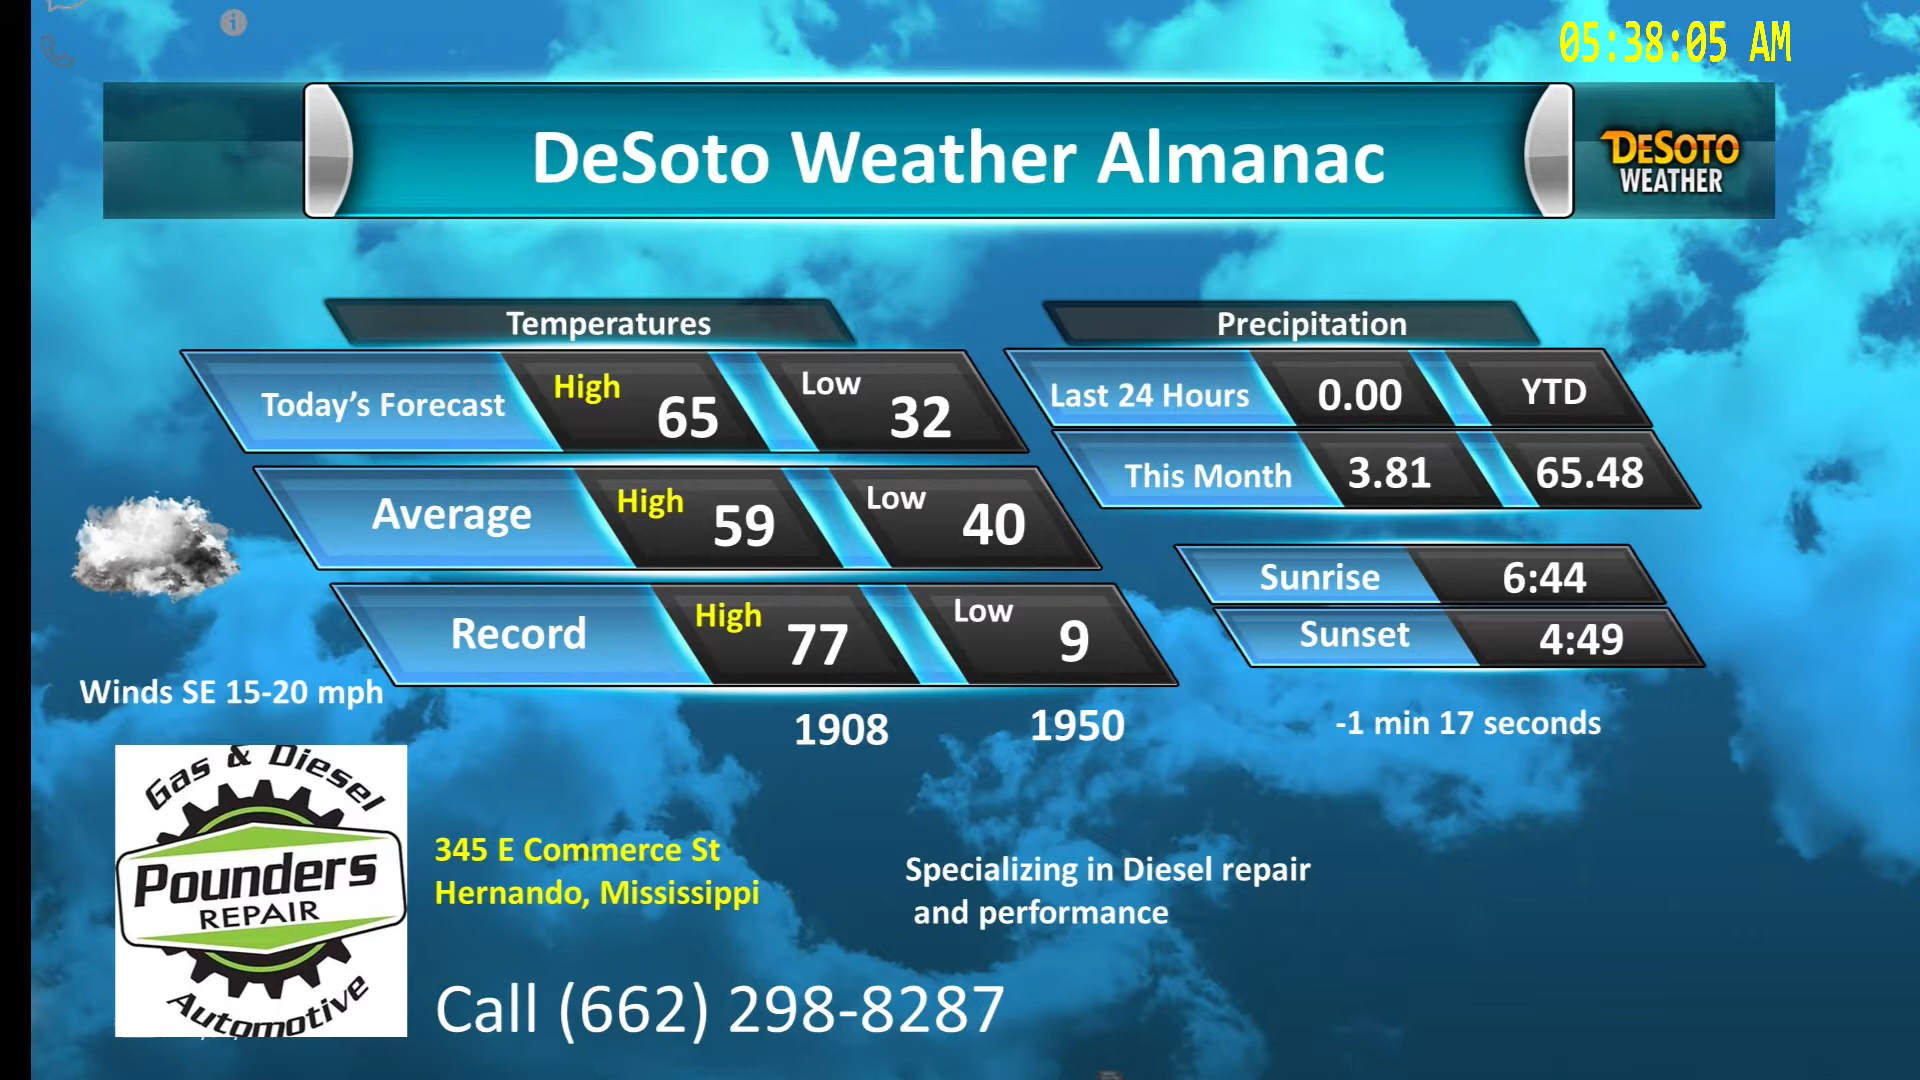 05:38:05 AM
DeSoto Weather Almanac
DESOTO
WEATHER
Temperatures
Today's Forecast High 65 Low 32
Average High 59 Low 40
Record High 77 Low 9
1908 1950
Precipitation
Last 24 Hours 0.00 YTD
This Month 3.81 65.48
Sunrise 6:44
Sunset 4:49
-1 min 17 seconds
Winds SE 15-20 mph
Gas & Diesel
Pounders
REPAIR
Automotive
345 E Commerce St
Hernando, Mississippi
Specializing in Diesel repair
and performance
Call (662) 298-8287